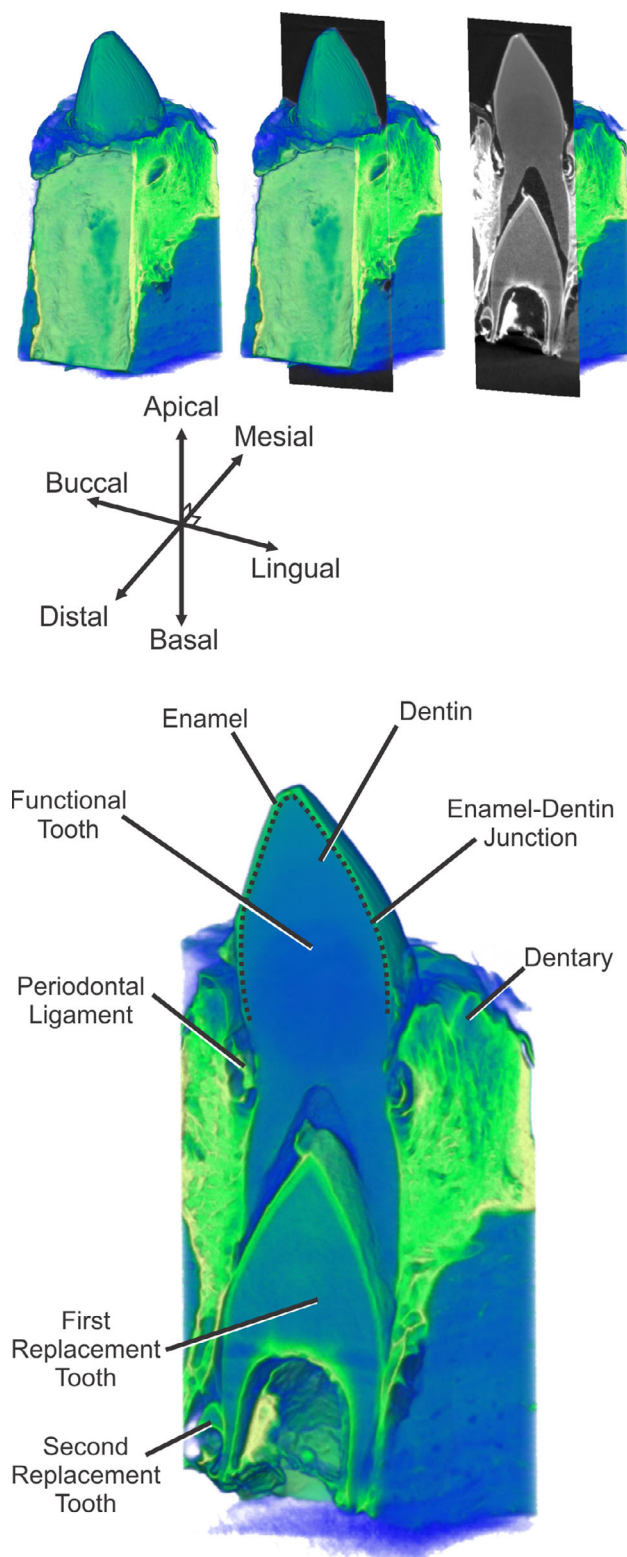 Apical
Mesial
Buccal
Lingual
Distal
Basal
Enamel
Dentin
Functional
Tooth
Enamel-Dentin
Junction
Dentary
Periodontal
Ligament
First
Replacement
Tooth
Second
Replacement
Tooth